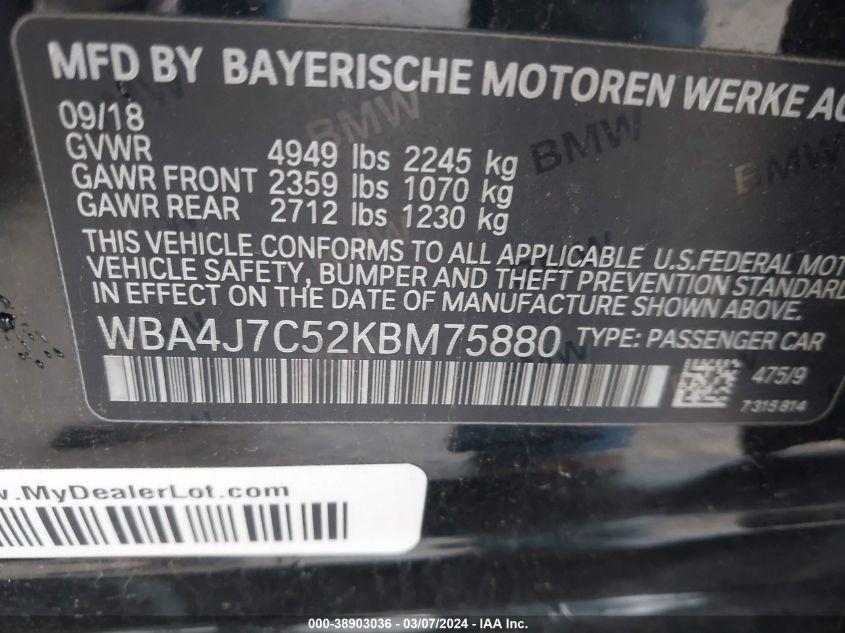 MFD BY BAYERISCHE MOTOREN WERKE AG
09/18
GVWR 4949 lbs 2245 kg
GAWR FRONT 2359 lbs 1070 kg
GAWR REAR 2712 lbs 1230 kg
THIS VEHICLE CONFORMS TO ALL APPLICABLE U.S.FEDERAL MOT
VEHICLE SAFETY, BUMPER AND THEFT PREVENTION STANDARD
IN EFFECT ON THE DATE OF MANUFACTURE SHOWN ABOVE.
WBA4J7C52KBM75880 TYPE: PASSENGER CAR
475/9
7315814
BMW BMW BMW
w.MyDealerLot.com
000-38903036 - 03/07/2024 - IAA Inc.